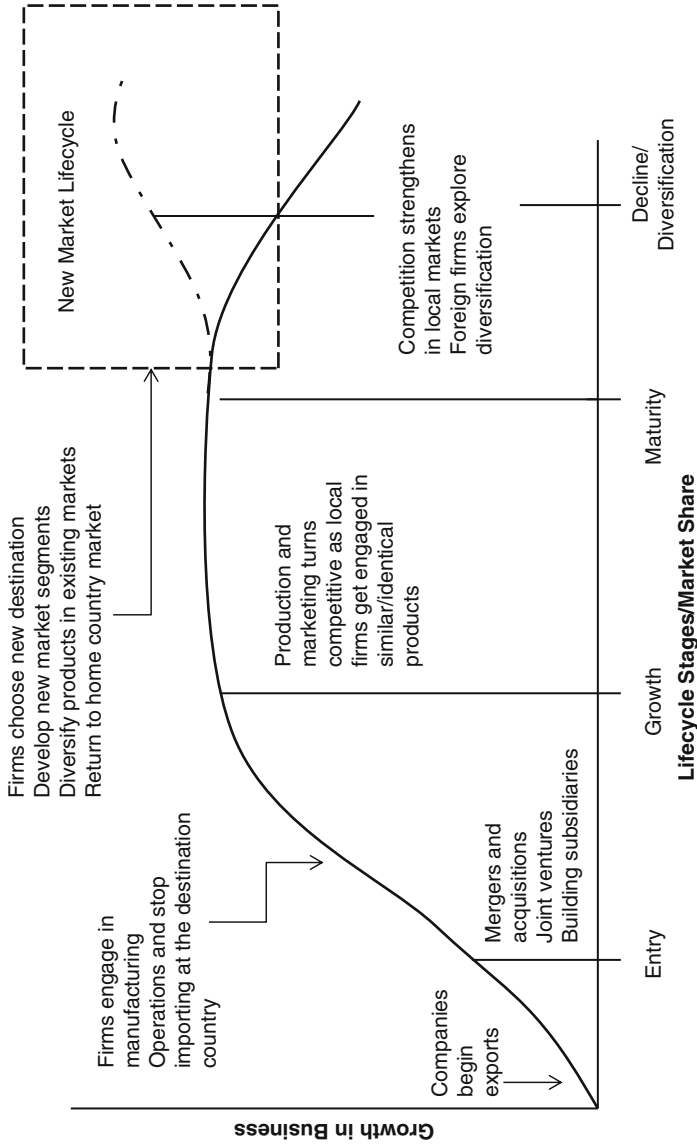 Firms choose new destination
Develop new market segments
Diversify products in existing markets
Return to home country market
New Market Lifecycle
Firms engage in
manufacturing
Operations and stop
importing at the destination
country
Production and
marketing turns
competitive as local
firms get engaged in
similar/identical
products
Competition strengthens
in local markets
Foreign firms explore
diversification
Companies
begin
exports
Mergers and
acquisitions
Joint ventures
Building subsidiaries
Growth in Business
Entry
Growth
Maturity
Decline/
Diversification
Lifecycle Stages/Market Share